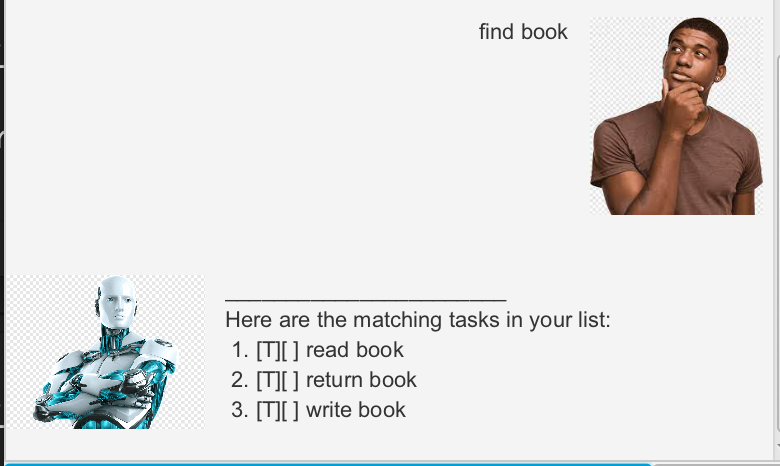 find book
________________________
Here are the matching tasks in your list:
1. [T][ ] read book
2. [T][ ] return book
3. [T][ ] write book